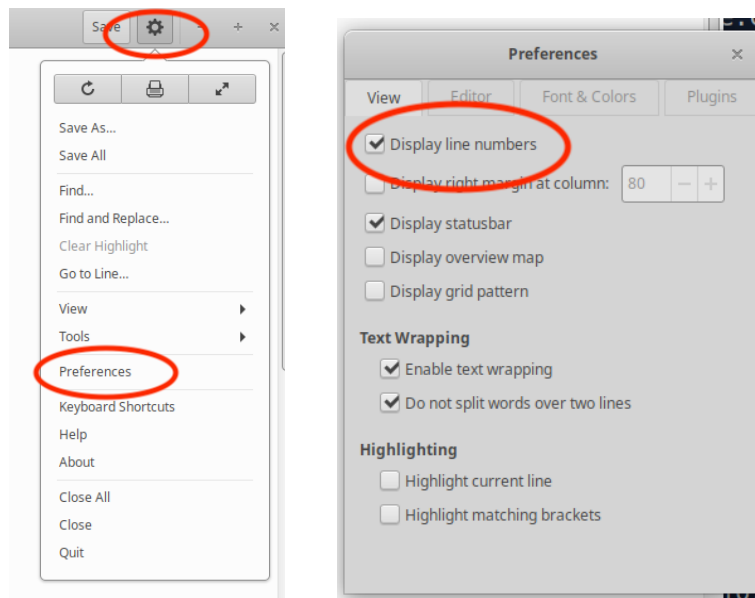 Save
Save As...
Save All
Find...
Find and Replace...
Clear Highlight
Go to Line...
View
Tools
Preferences
Keyboard Shortcuts
Help
About
Close All
Close
Quit
Preferences
View Editor Font & Colors Plugins
Display line numbers
Display right margin at column: 80
Display statusbar
Display overview map
Display grid pattern
Text Wrapping
Enable text wrapping
Do not split words over two lines
Highlighting
Highlight current line
Highlight matching brackets